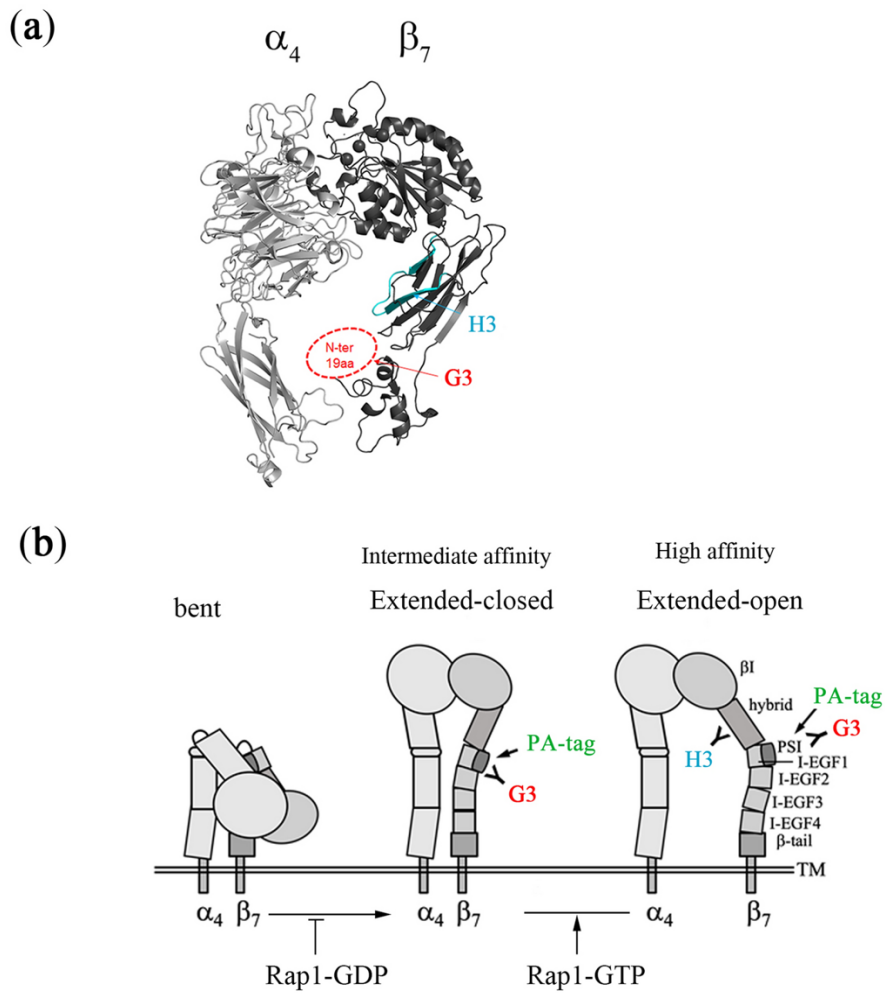 (a)
α4 β7
H3
N-ter
19aa
G3
(b)
Intermediate affinity
High affinity
bent
Extended-closed
Extended-open
βI
hybrid
PA-tag
G3
PSI
H3
I-EGF1
PA-tag
I-EGF2
G3
I-EGF3
I-EGF4
β-tail
TM
α4 β7
α4 β7
α4
β7
Rap1-GDP
Rap1-GTP